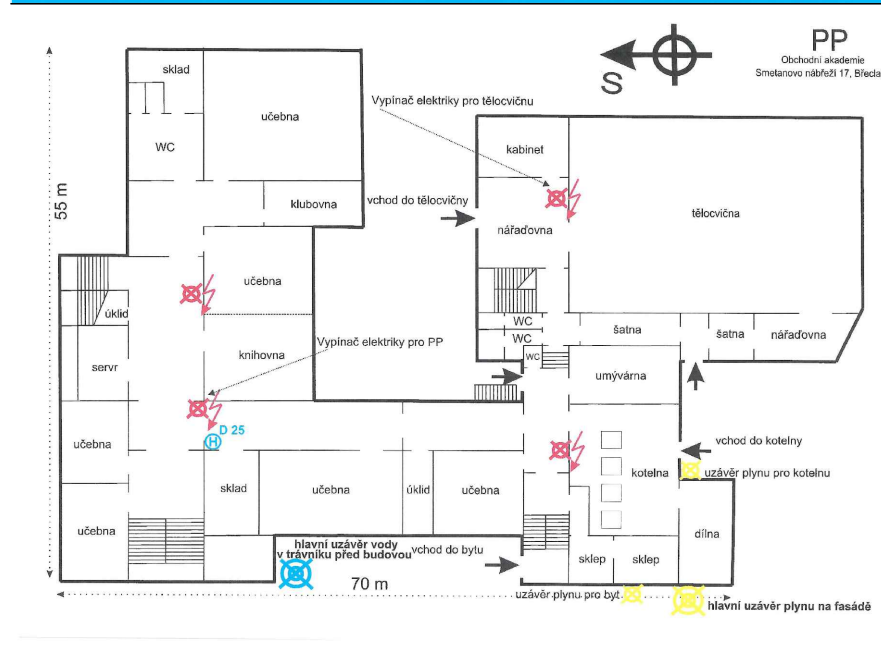 PP
Obchodní akademie
Smetanovo nábřeží 17, Břecla
S
sklad
učebna
WC
klubovna
Vypínač elektriky pro tělocvičnu
kabinet
vchod do tělocvičny
nářaďovna
tělocvična
55 m
učebna
úklid
servr
knihovna
Vypínač elektriky pro PP
WC
WC
WC
šatna
šatna
nářaďovna
umývárna
D 25
H
učebna
učebna
sklad
učebna
úklid
učebna
kotelna
vchod do kotelny
uzávěr plynu pro kotelnu
dílna
sklep
sklep
hlavní uzávěr vody
v trávníku před budovou
vchod do bytu
70 m
uzávěr plynu pro byt
hlavní uzávěr plynu na fasádě